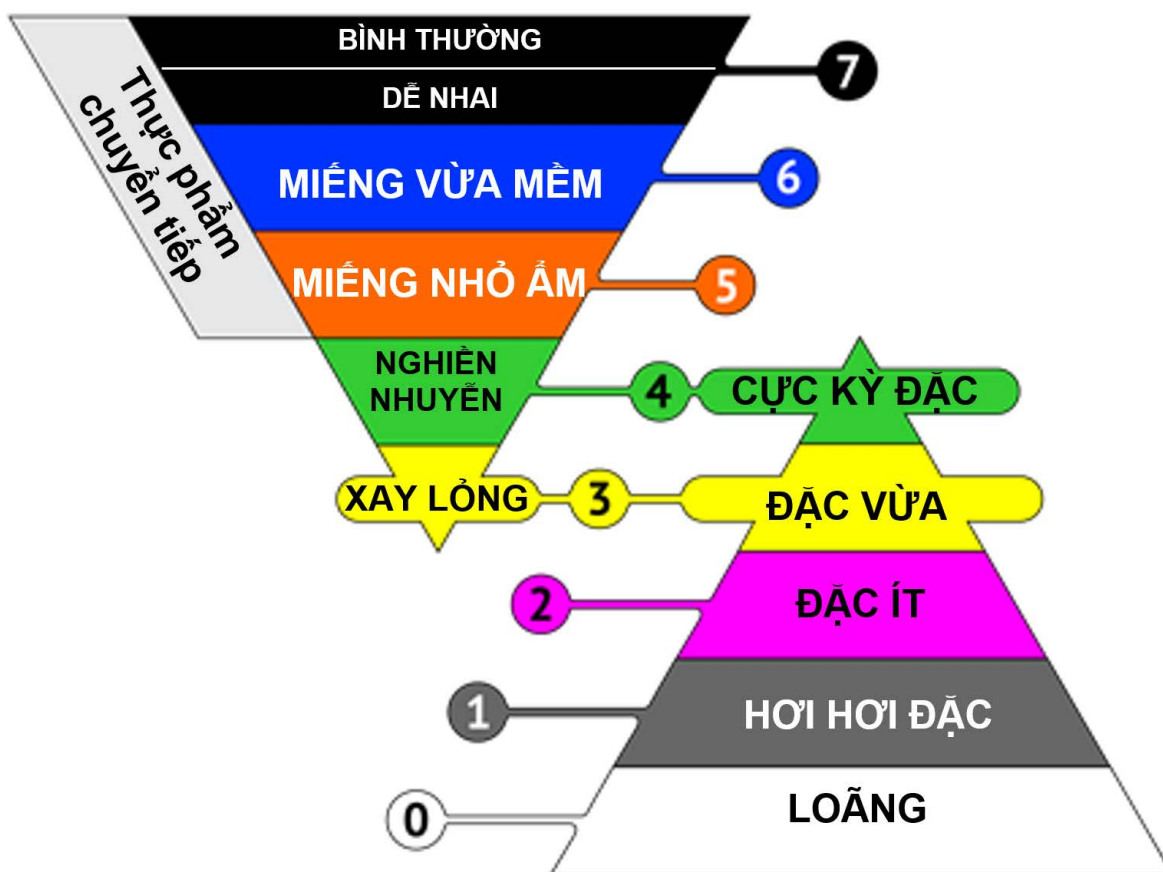 BÌNH THƯỜNG
7
DỄ NHAI
Thực phẩm
chuyển tiếp
MIẾNG VỪA MỀM
6
MIẾNG NHỎ ẨM
5
NGHIỀN
NHUYỄN
4
CỰC KỲ ĐẶC
XAY LỎNG
3
ĐẶC VỪA
2
ĐẶC ÍT
1
HƠI HƠI ĐẶC
0
LOÃNG